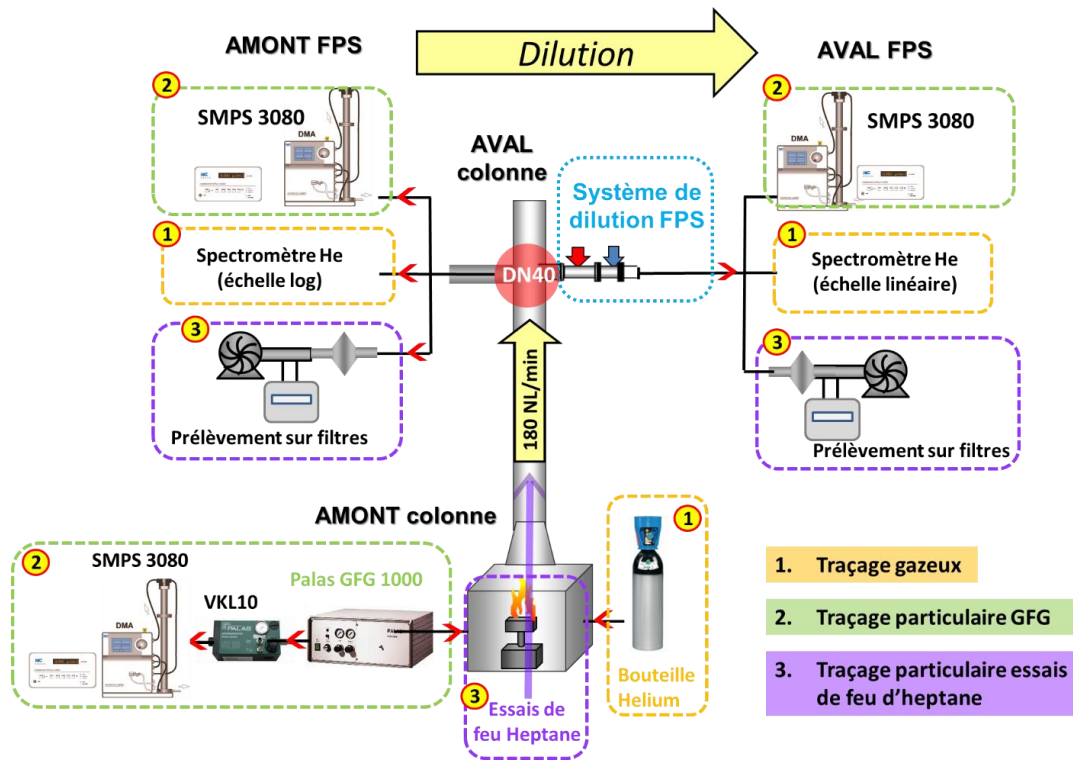 AMONT FPS
Dilution
AVAL FPS
2
SMPS 3080
DMA
AVAL
colonne
Système de
dilution FPS
2
DMA
SMPS 3080
1
Spectromètre He
(échelle log)
DN40
1
Spectromètre He
(échelle linéaire)
3
Prélèvement sur filtres
180 NL/min
3
Prélèvement sur filtres
AMONT colonne
2
SMPS 3080
DMA
VKL10
Palas GFG 1000
1
Bouteille
Helium
3
Essais de
feu Heptane
1. Traçage gazeux
2. Traçage particulaire GFG
3. Traçage particulaire essais
de feu d'heptane